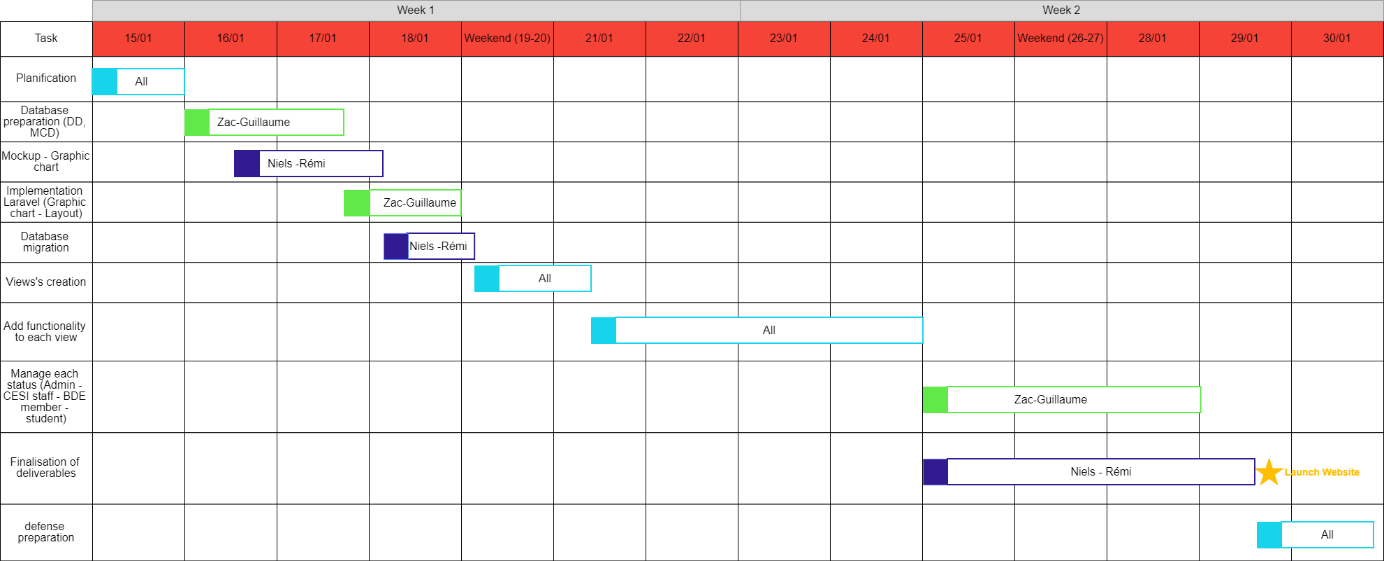 Week 1
Week 2
Task
15/01
16/01
17/01
18/01
Weekend (19-20)
21/01
22/01
23/01
24/01
25/01
Weekend (26-27)
28/01
29/01
30/01
Planification
All
Database
preparation (DD,
MCD)
Zac-Guillaume
Mockup - Graphic
chart
Niels -Rémi
Implementation
Laravel (Graphic
chart - Layout)
Zac-Guillaume
Database
migration
Niels -Rémi
Views's creation
All
Add functionality
to each view
All
Manage each
status (Admin -
CESI staff - BDE
member -
student)
Zac-Guillaume
Finalisation of
deliverables
Niels - Rémi
Launch Website
defense
preparation
All